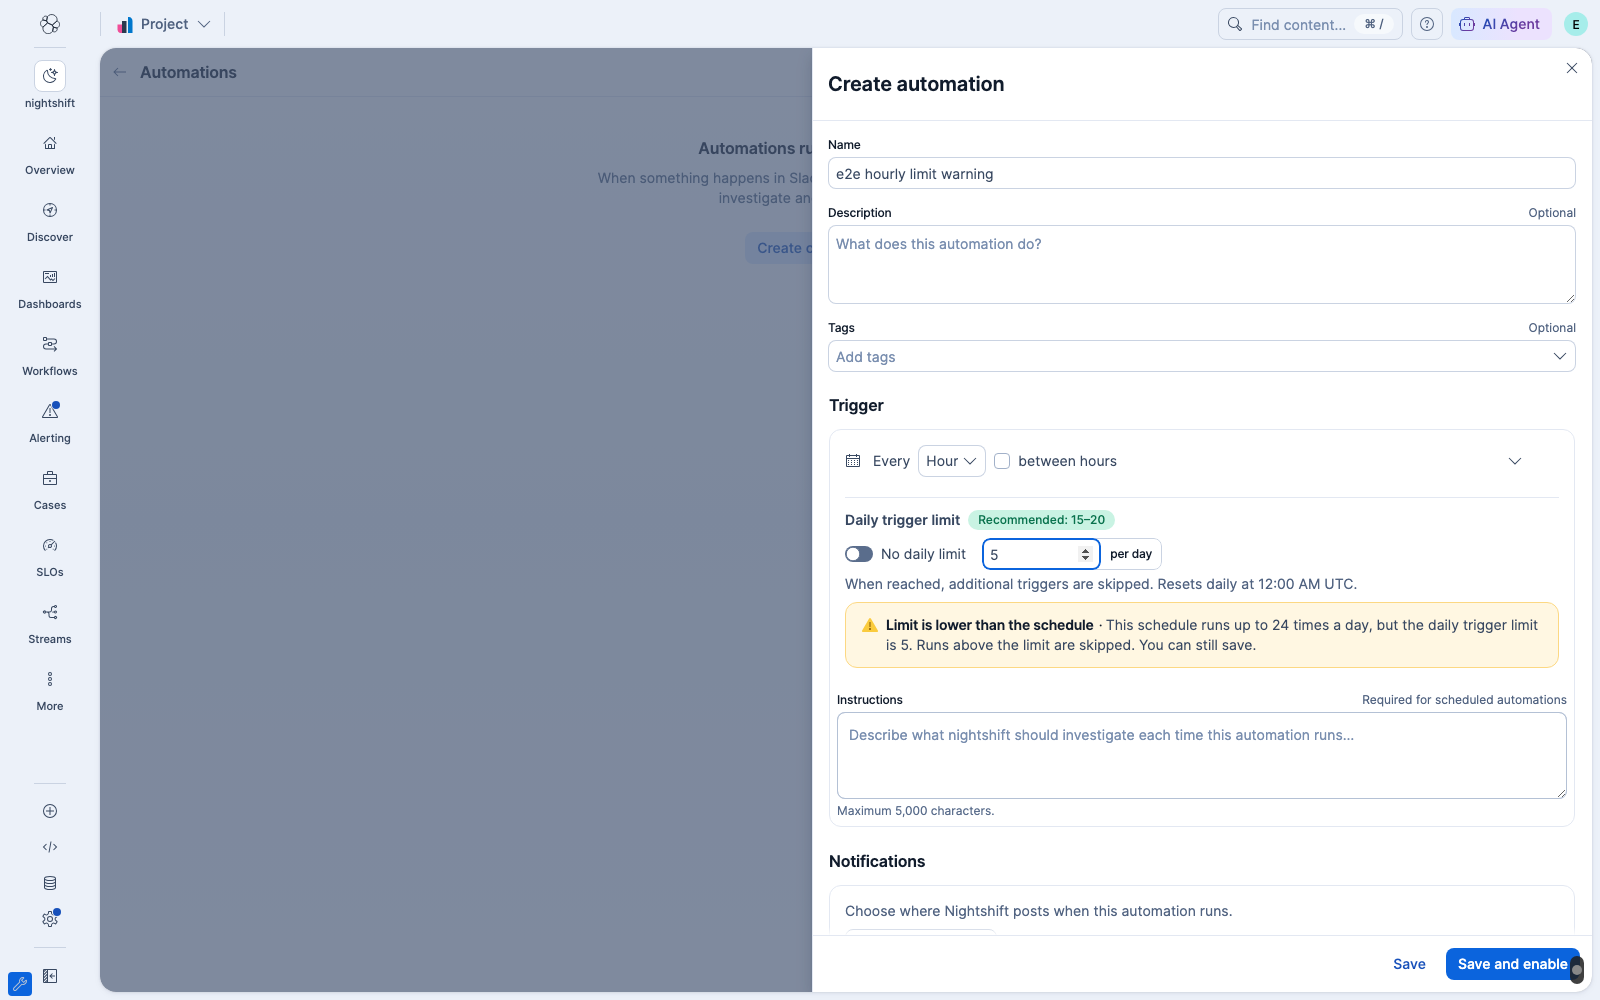 Project
Find content...
⌘ /
AI Agent
E
nightshift
Overview
Discover
Dashboards
Workflows
Alerting
Cases
SLOs
Streams
More
Automations
Automations
When something happens in
investigate
Create
Create automation
Name
e2e hourly limit warning
Description
Optional
What does this automation do?
Tags
Optional
Add tags
Trigger
Every
Hour
between hours
Daily trigger limit
Recommended: 15–20
No daily limit
5
per day
When reached, additional triggers are skipped. Resets daily at 12:00 AM UTC.
Limit is lower than the schedule · This schedule runs up to 24 times a day, but the daily trigger limit
is 5. Runs above the limit are skipped. You can still save.
Instructions
Required for scheduled automations
Describe what nightshift should investigate each time this automation runs...
Maximum 5,000 characters.
Notifications
Choose where Nightshift posts when this automation runs.
Save
Save and enable